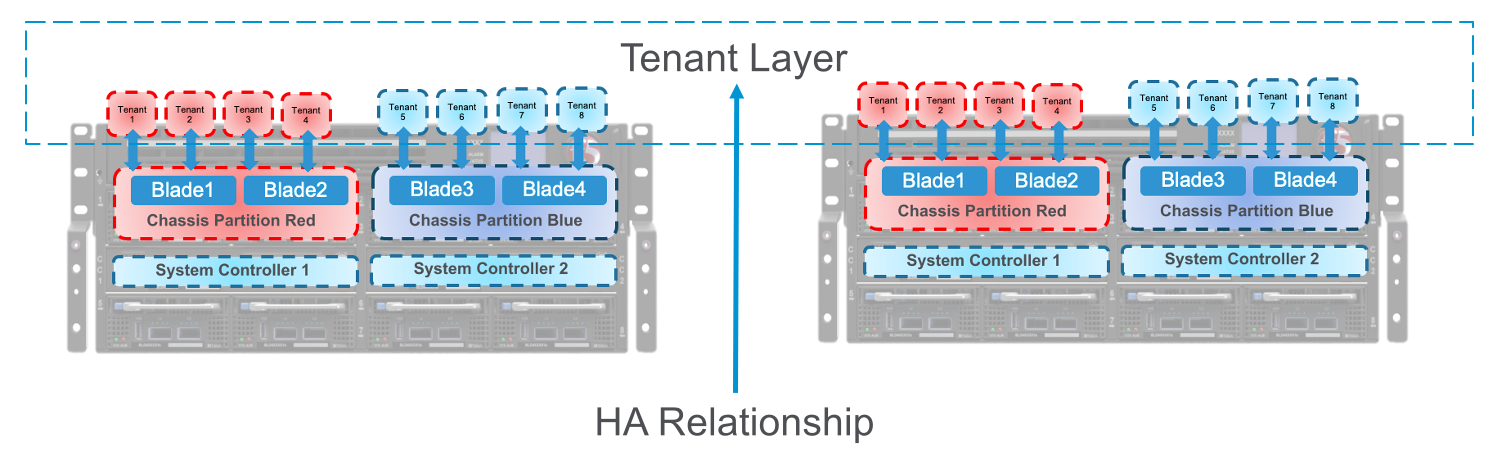 Tenant Layer
Tenant
1
Tenant
2
Tenant
3
Tenant
4
Tenant
5
Tenant
6
Tenant
7
Tenant
8
Blade1
Blade2
Chassis Partition Red
Blade3
Blade4
Chassis Partition Blue
System Controller 1
System Controller 2
Tenant
1
Tenant
2
Tenant
3
Tenant
4
Tenant
5
Tenant
6
Tenant
7
Tenant
8
Blade1
Blade2
Chassis Partition Red
Blade3
Blade4
Chassis Partition Blue
System Controller 1
System Controller 2
HA Relationship